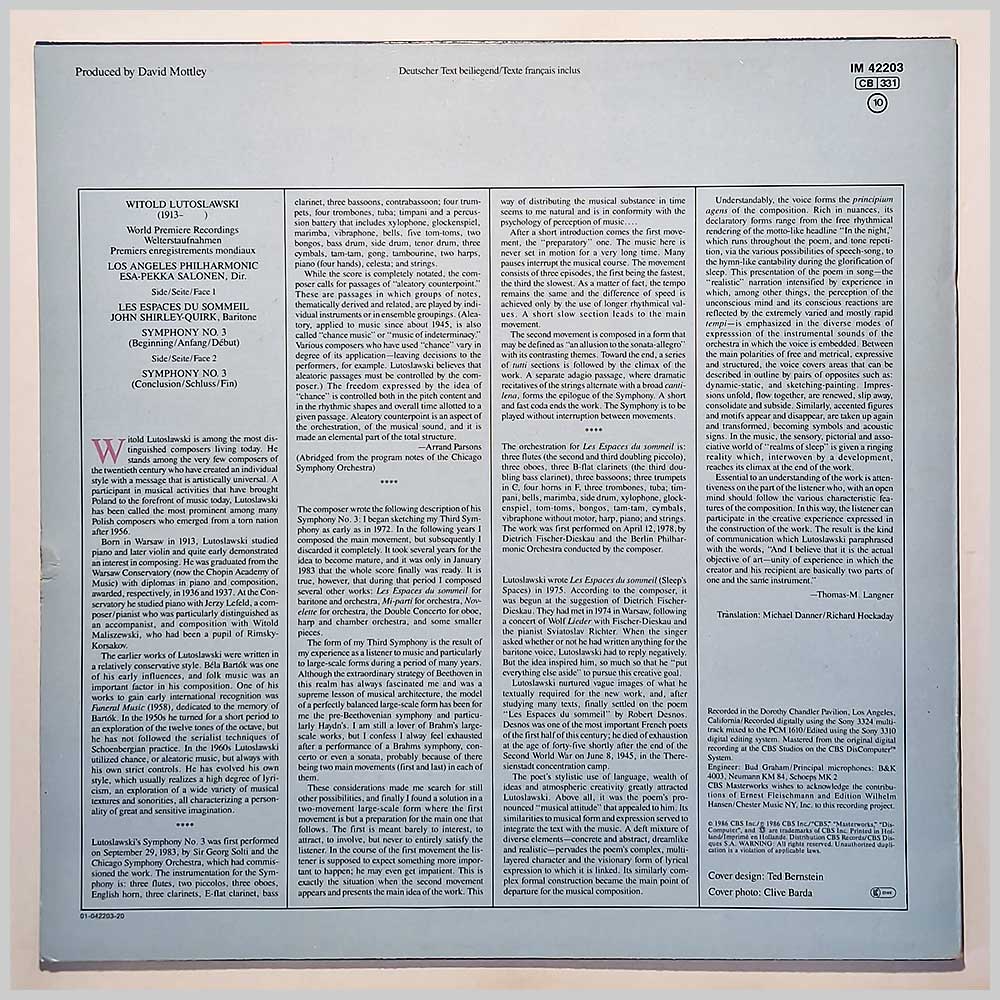 Produced by David Mottley
Deutscher Text beiliegend/Texte français inclus
IM 42203
CB 331
10
WITOLD LUTOSLAWSKI
(1913– )
World Premiere Recordings
Welterstaufnahmen
Premiers enregistrements mondiaux
LOS ANGELES PHILHARMONIC
ESA-PEKKA SALONEN, Dir.
Side/Seite/Face 1
LES ESPACES DU SOMMEIL
JOHN SHIRLEY-QUIRK, Baritone
SYMPHONY NO. 3
(Beginning/Anfang/Début)
Side/Seite/Face 2
SYMPHONY NO. 3
(Conclusion/Schluss/Fin)
Witold Lutoslawski is among the most dis-
tinguished composers living today. He
stands among the very few composers of
the twentieth century who have created an individual
style with a message that is artistically universal. A
participant in musical activities that have brought
Poland to the forefront of music today, Lutoslawski
has been called the most prominent among many
Polish composers who emerged from a torn nation
after 1956.
Born in Warsaw in 1913, Lutoslawski studied
piano and later violin and quite early demonstrated
an interest in composing. He was graduated from the
Warsaw Conservatory (now the Chopin Academy of
Music) with diplomas in piano and composition,
awarded, respectively, in 1936 and 1937. At the Con-
servatory he studied piano with Jerzy Lefeld, a com-
poser/pianist who was particularly distinguished as
an accompanist, and composition with Witold
Maliszewski, who had been a pupil of Rimsky-
Korsakov.
The earlier works of Lutoslawski were written in
a relatively conservative style. Béla Bartók was one
of his early influences, and folk music was an
important factor in his composition. One of his
works to gain early international recognition was
Funeral Music (1958), dedicated to the memory of
Bartók. In the 1950s he turned for a short period to
an exploration of the twelve tones of the octave, but
he has not followed the serialist techniques of
Schoenbergian practice. In the 1960s Lutoslawski
utilized chance, or aleatoric music, but always with
his own strict controls. He has evolved his own
style, which usually realizes a high degree of lyri-
cism, an exploration of a wide variety of musical
textures and sonorities, all characterizing a person-
ality of great and sensitive imagination.
****
Lutoslawski's Symphony No. 3 was first performed
on September 29, 1983, by Sir Georg Solti and the
Chicago Symphony Orchestra, which had commis-
sioned the work. The instrumentation for the Sym-
phony is: three flutes, two piccolos, three oboes,
English horn, three clarinets, E-flat clarinet, bass
clarinet, three bassoons, contrabassoon; four trum-
pets, four trombones, tuba; timpani and a percus-
sion battery that includes xylophone, glockenspiel,
marimba, vibraphone, bells, five tom-toms, two
bongos, bass drum, side drum, tenor drum, three
cymbals, tam-tam, gong, tambourine, two harps,
piano (four hands), celesta; and strings.
While the score is completely notated, the com-
poser calls for passages of "aleatory counterpoint."
These are passages in which groups of notes,
thematically derived and related, are played by indi-
vidual instruments or in ensemble groupings. (Alea-
tory, applied to music since about 1945, is also
called "chance music" or "music of indeterminacy."
Various composers who have used "chance" vary in
degree of its application—leaving decisions to the
performers, for example. Lutoslawski believes that
aleatoric passages must be controlled by the com-
poser.) The freedom expressed by the idea of
"chance" is controlled both in the pitch content and
in the rhythmic shapes and overall time allotted to a
given passage. Aleatory counterpoint is an aspect of
the orchestration, of the musical sound, and it is
made an elemental part of the total structure.
—Arrand Parsons
(Abridged from the program notes of the Chicago
Symphony Orchestra)
****
The composer wrote the following description of his
Symphony No. 3: I began sketching my Third Sym-
phony as early as in 1972. In the following years I
composed the main movement, but subsequently I
discarded it completely. It took several years for the
idea to become mature, and it was only in January
1983 that the whole score finally was ready. It is
true, however, that during that period I composed
several other works: Les Espaces du sommeil for
baritone and orchestra, Mi-parti for orchestra, Nov-
elette for orchestra, the Double Concerto for oboe,
harp and chamber orchestra, and some smaller
pieces.
The form of my Third Symphony is the result of
my experience as a listener to music and particularly
to large-scale forms during a period of many years.
Although the extraordinary strategy of Beethoven in
this realm has always fascinated me and was a
supreme lesson of musical architecture, the model
of a perfectly balanced large-scale form has been for
me the pre-Beethovenian symphony and particu-
larly Haydn's. I am still a lover of Brahm's large-
scale works, but I confess I alway feel exhausted
after a performance of a Brahms symphony, con-
certo or even a sonata, probably because of there
being two main movements (first and last) in each of
them.
These considerations made me search for still
other possibilities, and finally I found a solution in a
two-movement large-scale form where the first
movement is but a preparation for the main one that
follows. The first is meant barely to interest, to
attract, to involve, but never to entirely satisfy the
listener. In the course of the first movement the lis-
tener is supposed to expect something more impor-
tant to happen; he may even get impatient. This is
exactly the situation when the second movement
appears and presents the main idea of the work. This
way of distributing the musical substance in time
seems to me natural and is in conformity with the
psychology of perception of music....
After a short introduction comes the first move-
ment, the "preparatory" one. The music here is
never set in motion for a very long time. Many
pauses interrupt the musical course. The movement
consists of three episodes, the first being the fastest,
the third the slowest. As a matter of fact, the tempo
remains the same and the difference of speed is
achieved only by the use of longer rhythmical val-
ues. A short slow section leads to the main
movement.
The second movement is composed in a form that
may be defined as "an allusion to the sonata-allegro"
with its contrasting themes. Toward the end, a series
of tutti sections is followed by the climax of the
work. A separate adagio passage, where dramatic
recitatives of the strings alternate with a broad canti-
lena, forms the epilogue of the Symphony. A short
and fast coda ends the work. The Symphony is to be
played without interruption between movements.
****
The orchestration for Les Espaces du sommeil is:
three flutes (the second and third doubling piccolo),
three oboes, three B-flat clarinets (the third dou-
bling bass clarinet), three bassoons; three trumpets
in C, four horns in F, three trombones, tuba; tim-
pani, bells, marimba, side drum, xylophone, glock-
enspiel, tom-toms, bongos, tam-tam, cymbals,
vibraphone without motor, harp, piano; and strings.
The work was first performed on April 12, 1978, by
Dietrich Fischer-Dieskau and the Berlin Philhar-
monic Orchestra conducted by the composer.
Lutoslawski wrote Les Espaces du sommeil (Sleep's
Spaces) in 1975. According to the composer, it
was begun at the suggestion of Dietrich Fischer-
Dieskau. They had met in 1974 in Warsaw, following
a concert of Wolf Lieder with Fischer-Dieskau and
the pianist Sviatoslav Richter. When the singer
asked whether or not he had written anything for the
baritone voice, Lutoslawski had to reply negatively.
But the idea inspired him, so much so that he "put
everything else aside" to pursue this creative goal.
Lutoslawski nurtured vague images of what he
textually required for the new work, and, after
studying many texts, finally settled on the poem
"Les Espaces du sommeil" by Robert Desnos.
Desnos was one of the most important French poets
of the first half of this century; he died of exhaustion
at the age of forty-five shortly after the end of the
Second World War on June 8, 1945, in the There-
sienstadt concentration camp.
The poet's stylistic use of language, wealth of
ideas and atmospheric creativity greatly attracted
Lutoslawski. Above all, it was the poem's pro-
nounced "musical attitude" that appealed to him. Its
similarities to musical form and expression served to
integrate the text with the music. A deft mixture of
diverse elements—concrete and abstract, dreamlike
and realistic—pervades the poem's complex, multi-
layered character and the visionary form of lyrical
expression to which it is linked. Its similarly com-
plex formal construction became the main point of
departure for the musical composition.
Understandably, the voice forms the principium
agens of the composition. Rich in nuances, its
declaratory forms range from the free rhythmical
rendering of the motto-like headline "In the night,"
which runs throughout the poem, and tone repeti-
tion, via the various possibilities of speech-song, to
the hymn-like cantability during the glorification of
sleep. This presentation of the poem in song—the
"realistic" narration intensified by experience in
which, among other things, the perception of the
unconscious mind and its conscious reactions are
reflected by the extremely varied and mostly rapid
tempi—is emphasized in the diverse modes of
expression of the instrumental sounds of the
orchestra in which the voice is embedded. Between
the main polarities of free and metrical, expressive
and structured, the voice covers areas that can be
described in outline by pairs of opposites such as:
dynamic-static, and sketching-painting. Impres-
sions unfold, flow together, are renewed, slip away,
consolidate and subside. Similarly, accented figures
and motifs appear and disappear, are taken up again
and transformed, becoming symbols and acoustic
signs. In the music, the sensory, pictorial and asso-
ciative world of "realms of sleep" is given a ringing
reality which, interwoven by a development,
reaches its climax at the end of the work.
Essential to an understanding of the work is atten-
tiveness on the part of the listener who, with an open
mind should follow the various characteristic fea-
tures of the composition. In this way, the listener can
participate in the creative experience expressed in
the construction of the work. The result is the kind
of communication which Lutoslawski paraphrased
with the words, "And I believe that it is the actual
objective of art—unity of experience in which the
creator and his recipient are basically two parts of
one and the same instrument."
—Thomas-M. Langner
Translation: Michael Danner/Richard Hockaday
Recorded in the Dorothy Chandler Pavilion, Los Angeles,
California/Recorded digitally using the Sony 3324 multi-
track mixed to the PCM 1610/Edited using the Sony 3310
digital editing system. Mastered from the original digital
recording at the CBS Studios on the CBS DisComputer™
System.
Engineer: Bud Graham/Principal microphones: B&K
4003, Neumann KM 84, Schoeps MK 2
CBS Masterworks wishes to acknowledge the contribu-
tions of Ernest Fleischmann and Edition Wilhelm
Hansen/Chester Music NY, Inc. to this recording project.
© 1986 CBS Inc./℗ 1986 CBS Inc./"CBS," "Masterworks," "Dis-
Computer", and are trademarks of CBS Inc. Printed in Hol-
land/Imprimé en Hollande. Distribution CBS Records/CBS Dis-
ques S.A. WARNING: All rights reserved. Unauthorized dupli-
cation is a violation of applicable laws.
Cover design: Ted Bernstein
Cover photo: Clive Barda
01-042203-20